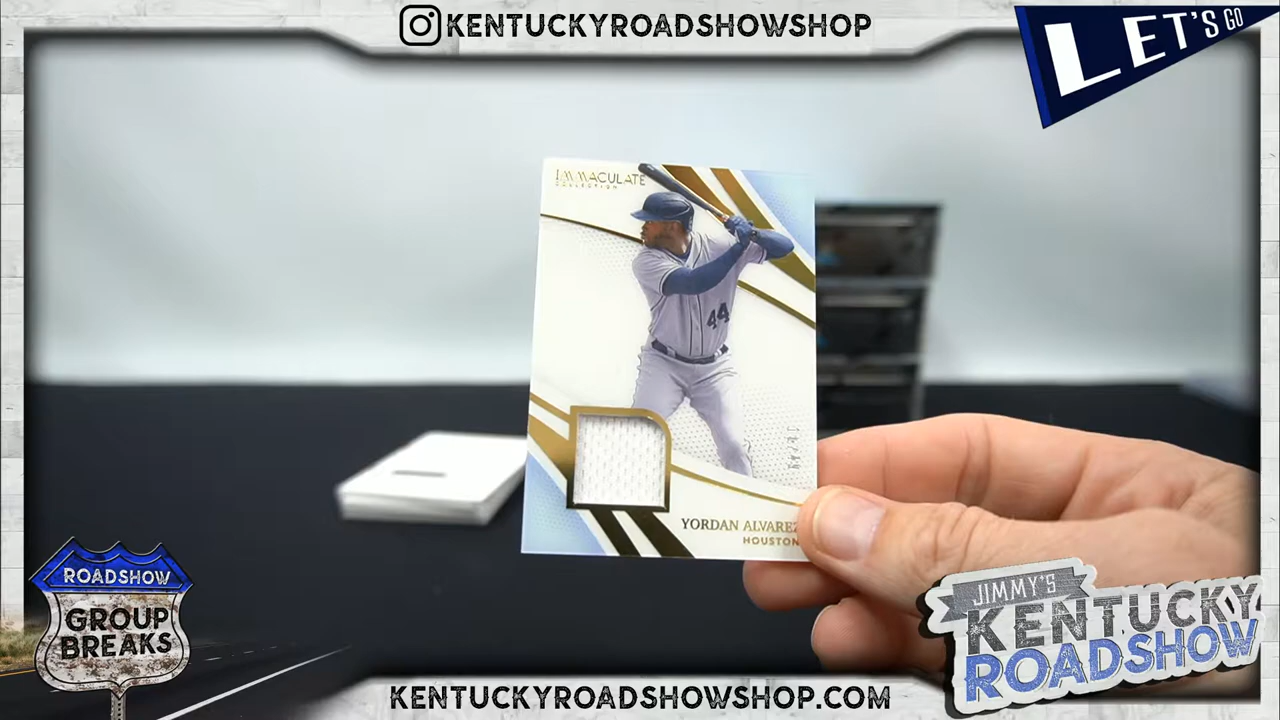 KENTUCKYROADSHOWSHOP
LET'S GO
IMMACULATE
COLLECTION
44
YORDAN ALVAREZ
HOUSTON
ROADSHOW
GROUP
BREAKS
JIMMY'S
KENTUCKY
ROADSHOW
KENTUCKYROADSHOWSHOP.COM